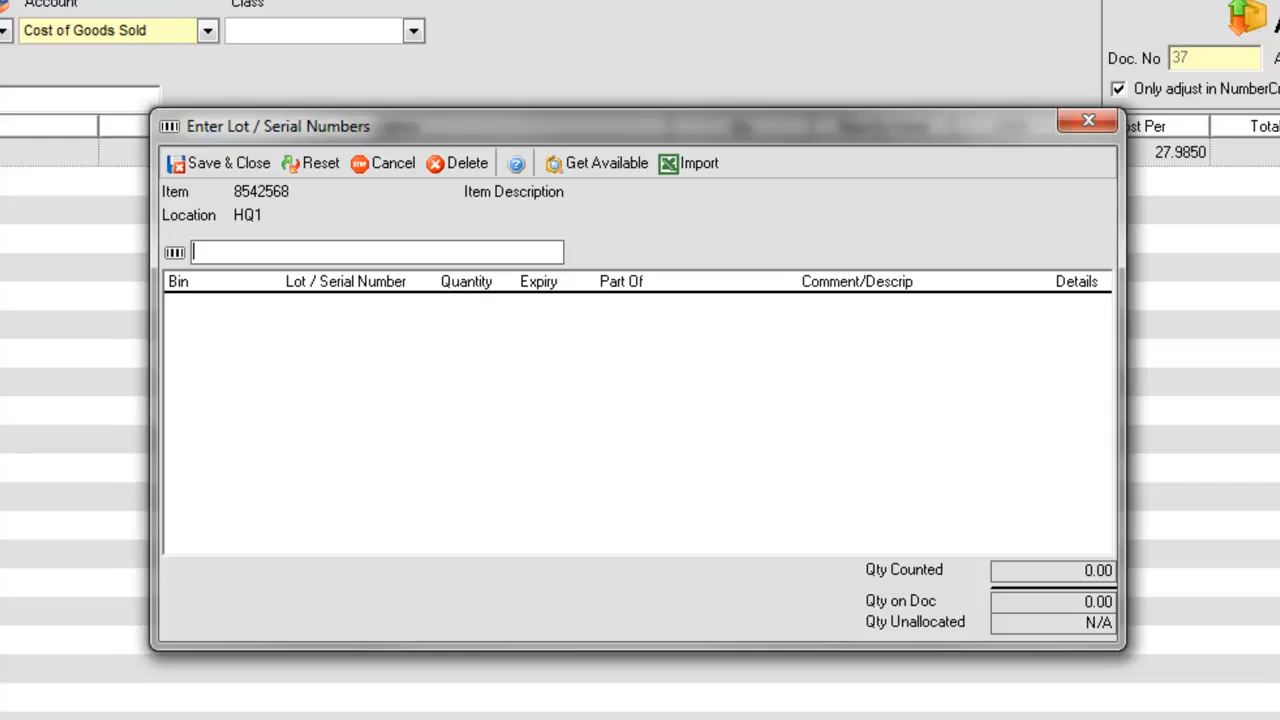 Account Class
Cost of Goods Sold
Doc. No 37
Only adjust in NumberCr
Enter Lot / Serial Numbers
st Per Total
27.9850
Save & Close Reset Cancel Delete Get Available Import
Item 8542568 Item Description
Location HQ1
Bin Lot / Serial Number Quantity Expiry Part Of Comment/Descrip Details
Qty Counted 0.00
Qty on Doc 0.00
Qty Unallocated N/A